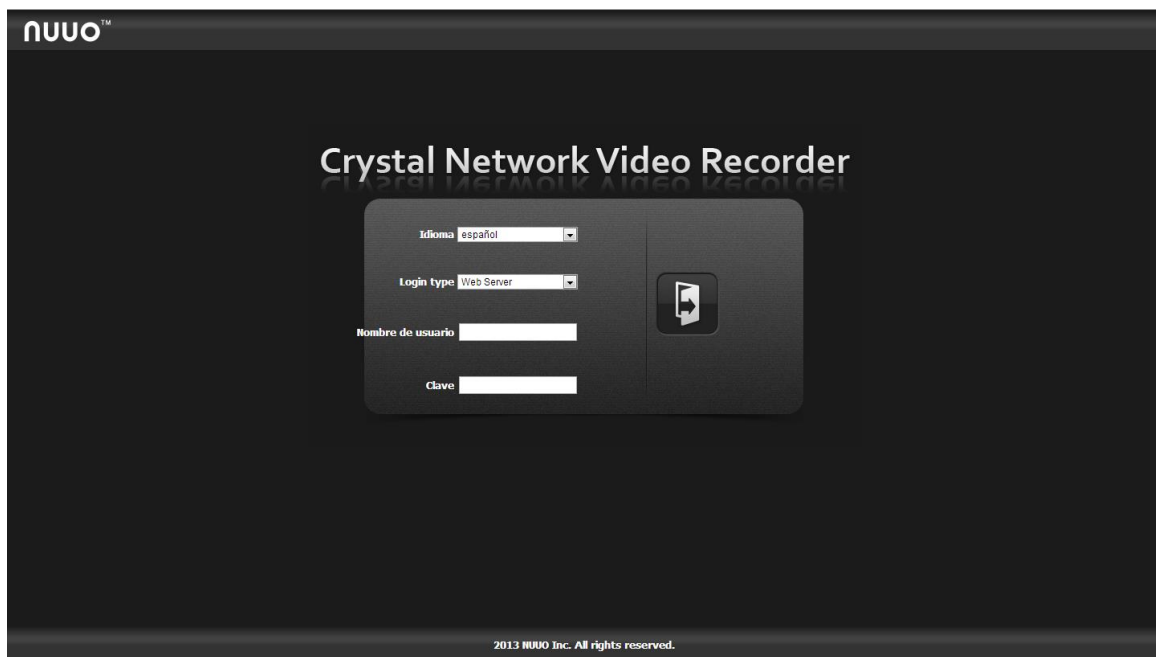 nuuo™
Crystal Network Video Recorder
Idioma español
Login type Web Server
Nombre de usuario
Clave
2013 NUUO Inc. All rights reserved.